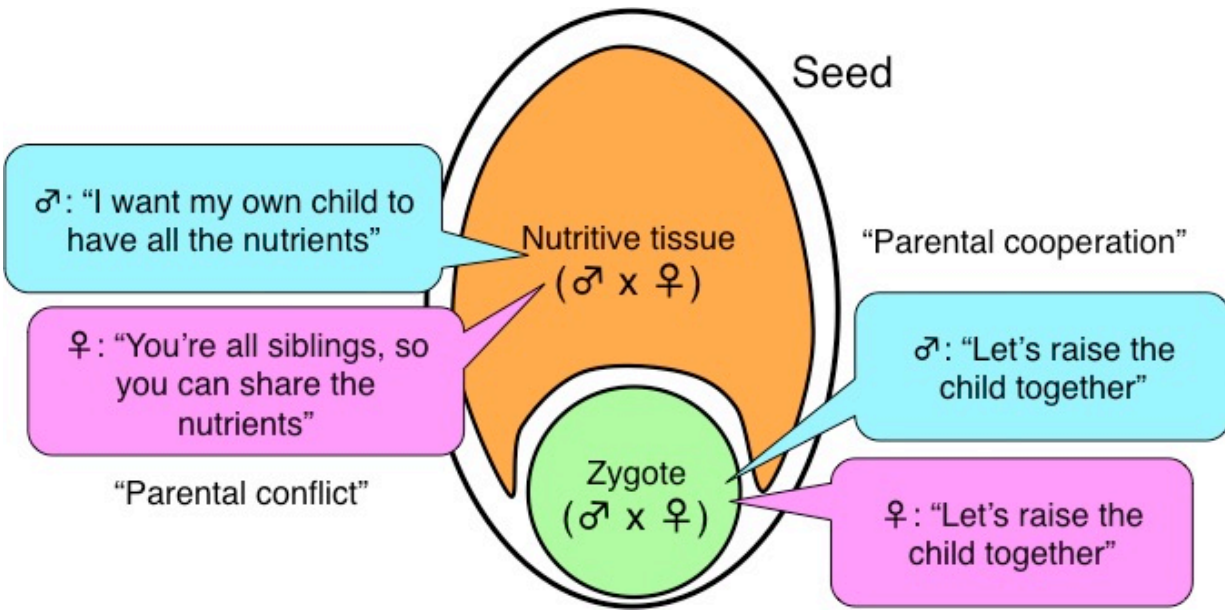 Seed
♂: “I want my own child to
have all the nutrients”
Nutritive tissue
(♂ x ♀)
♀: “You’re all siblings, so
you can share the
nutrients”
“Parental conflict”
“Parental cooperation”
♂: “Let’s raise the
child together”
Zygote
(♂ x ♀)
♀: “Let’s raise the
child together”